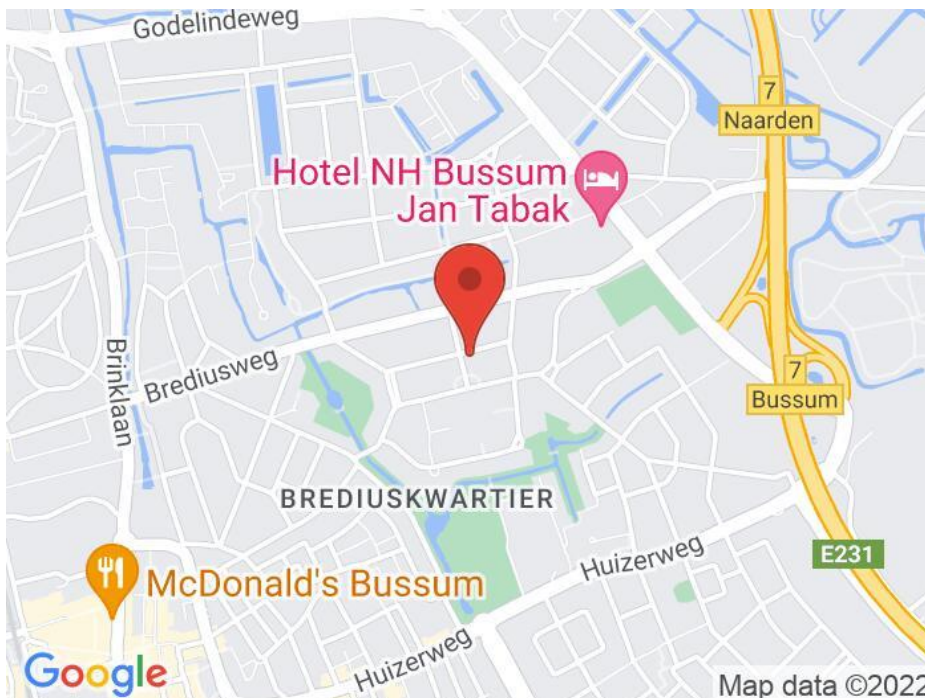 Godelindeweg
7
Naarden
Hotel NH Bussum
Jan Tabak
Brediusweg
Brinklaan
7
Bussum
BREDIUSKWARTIER
Huizerweg
E231
McDonald's Bussum
Huizerweg
Google
Map data ©2022